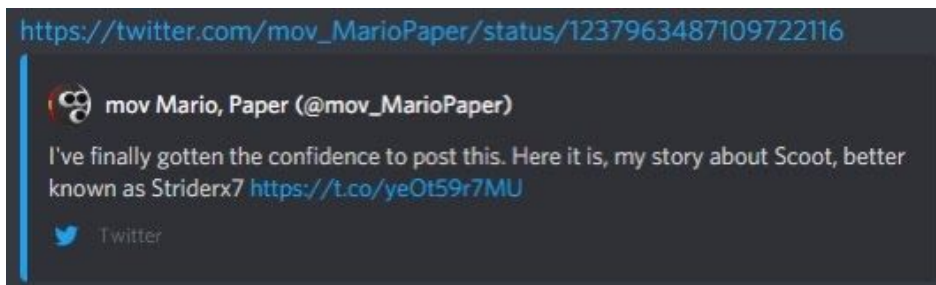 https://twitter.com/mov_MarioPaper/status/1237963487109722116
mov Mario, Paper (@mov_MarioPaper)
I've finally gotten the confidence to post this. Here it is, my story about Scoot, better
known as Striderx7 https://t.co/yeOt59r7MU
Twitter